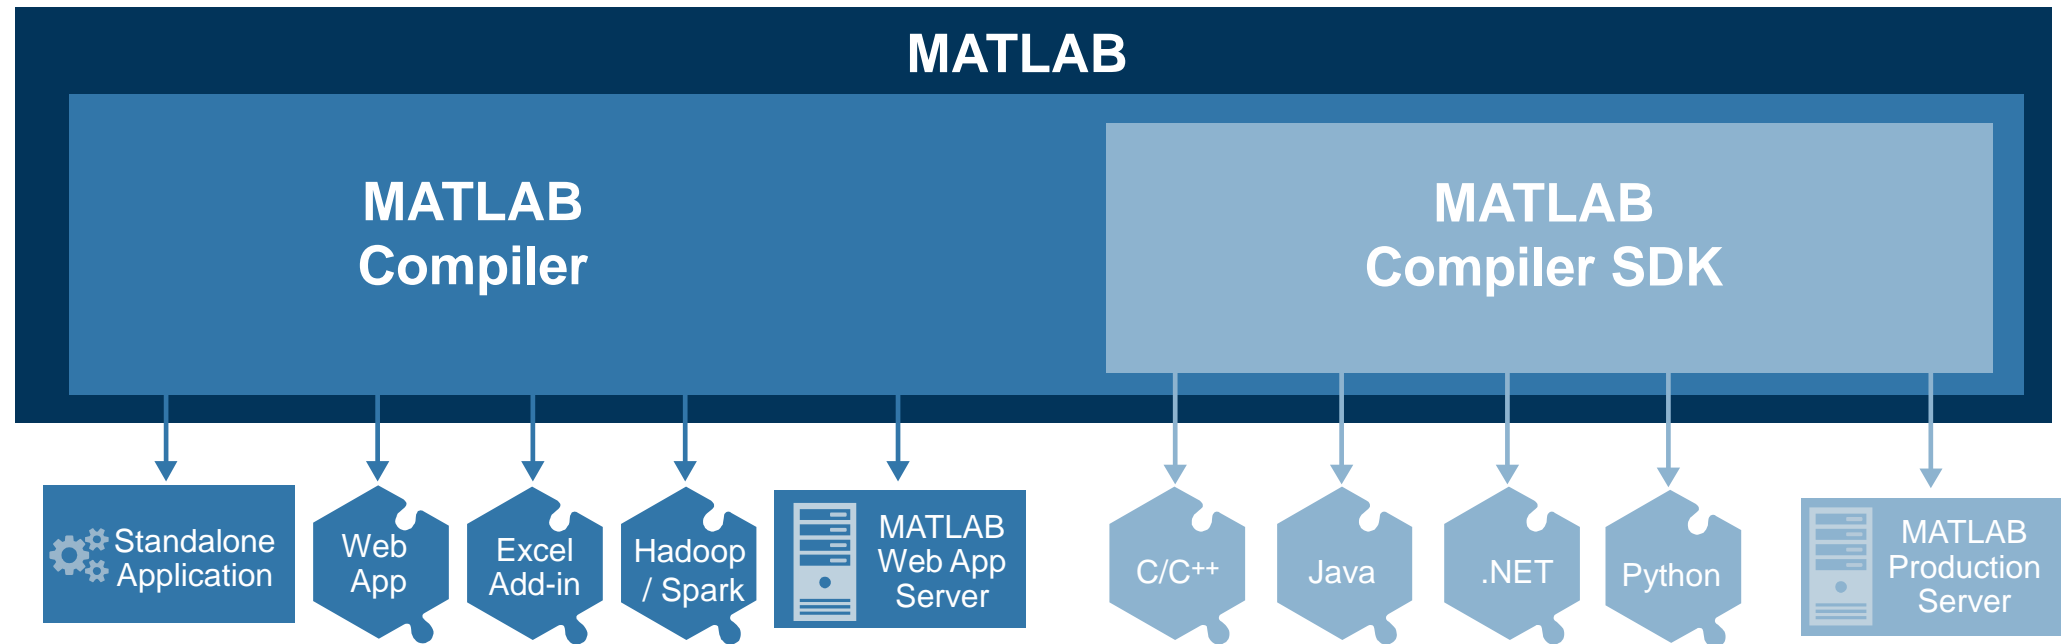 MATLAB
MATLAB
Compiler
MATLAB
Compiler SDK
Standalone
Application
Web
App
Excel
Add-in
Hadoop
/ Spark
MATLAB
Web App
Server
C/C++
Java
.NET
Python
MATLAB
Production
Server